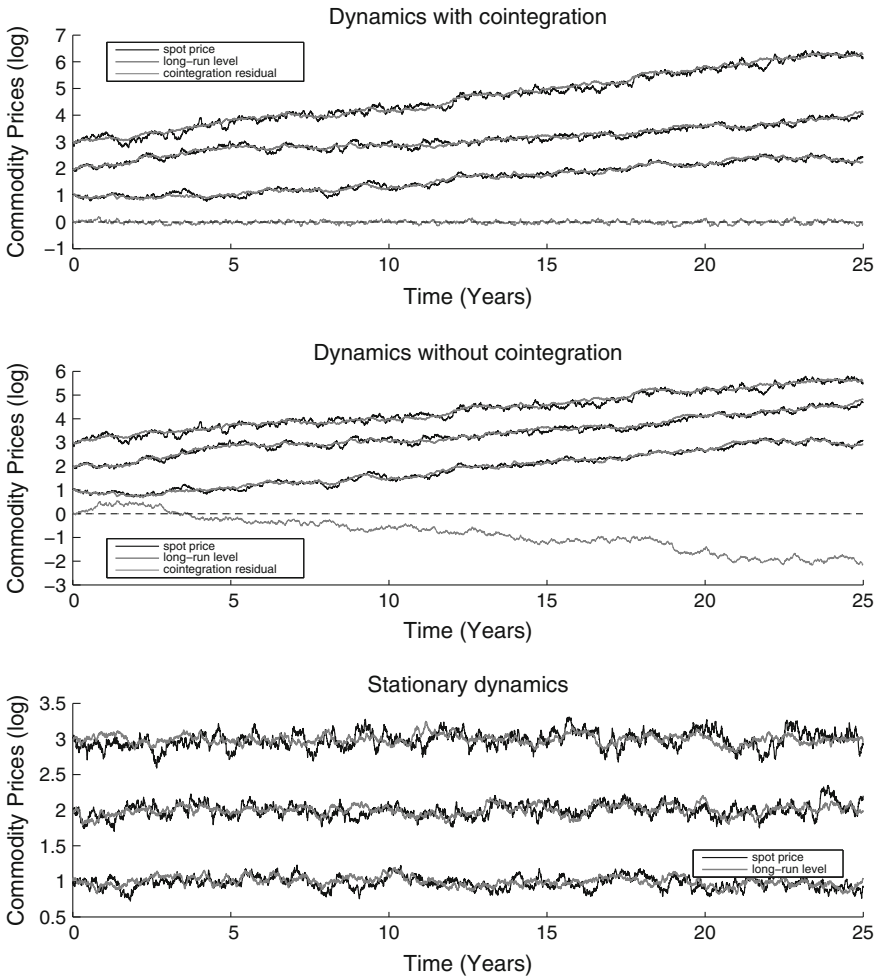 Dynamics with cointegration
Commodity Prices (log)
7
6
5
4
3
2
1
0
−1
spot price
long−run level
cointegration residual
0 5 10 15 20 25
Time (Years)
Dynamics without cointegration
Commodity Prices (log)
6
5
4
3
2
1
0
−1
−2
−3
spot price
long−run level
cointegration residual
0 5 10 15 20 25
Time (Years)
Stationary dynamics
Commodity Prices (log)
3.5
3
2.5
2
1.5
1
0.5
spot price
long−run level
0 5 10 15 20 25
Time (Years)